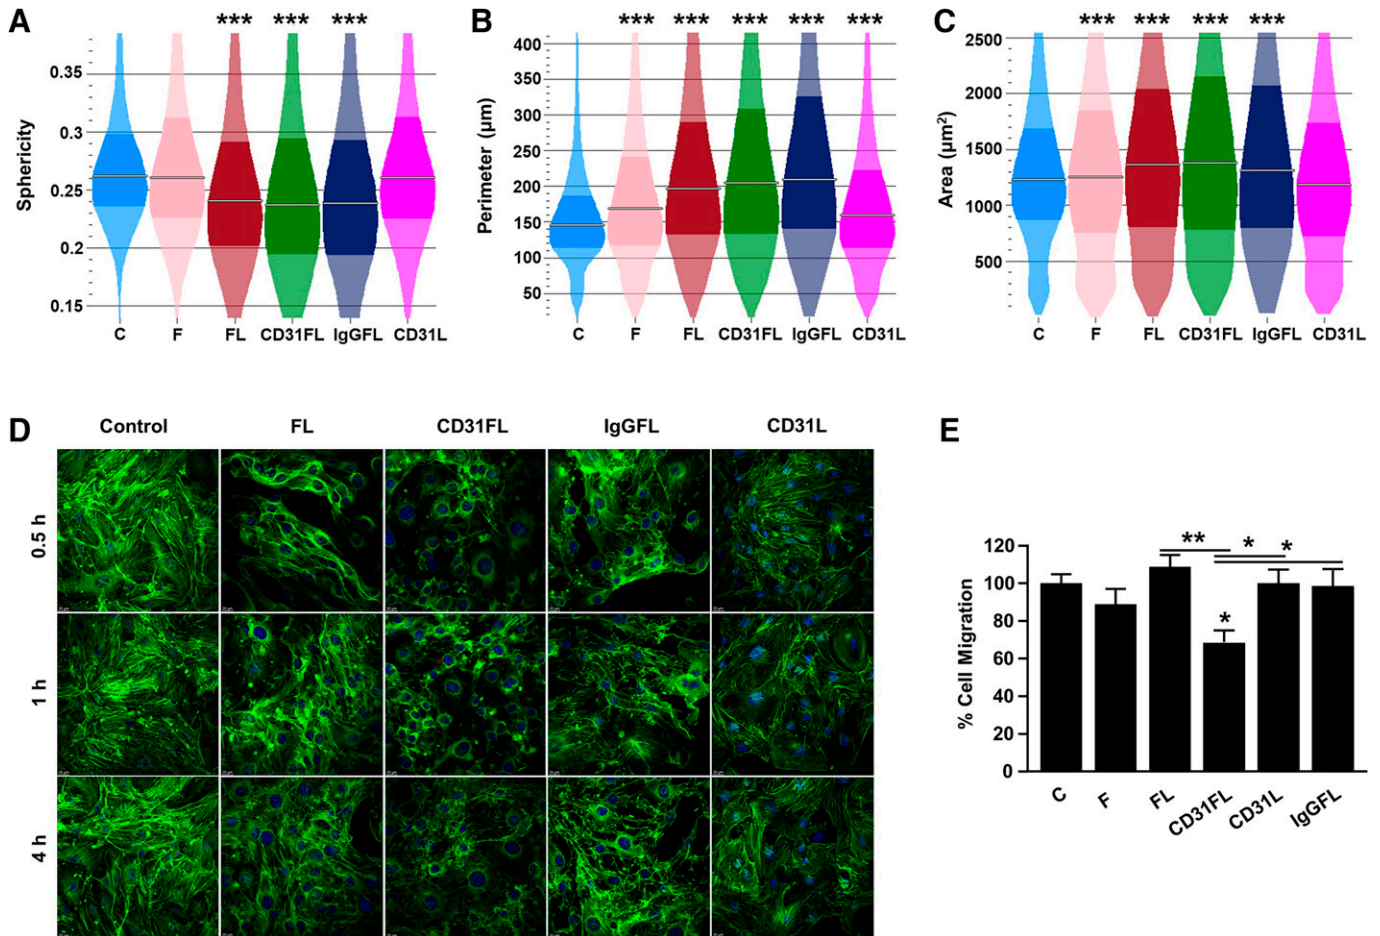 A
*** *** ***
Sphericity
0.35
0.3
0.25
0.2
0.15
C F FL CD31FL IgGFL CD31L
B
*** *** *** *** ***
Perimeter (µm)
400
350
300
250
200
150
100
50
C F FL CD31FL IgGFL CD31L
C
*** *** *** ***
Area (µm²)
2500
2000
1500
1000
500
C F FL CD31FL IgGFL CD31L
D
Control FL CD31FL IgGFL CD31L
0.5 h
1 h
4 h
E
% Cell Migration
120
100
80
60
40
20
0
** * *
*
C F FL CD31FL CD31L IgGFL